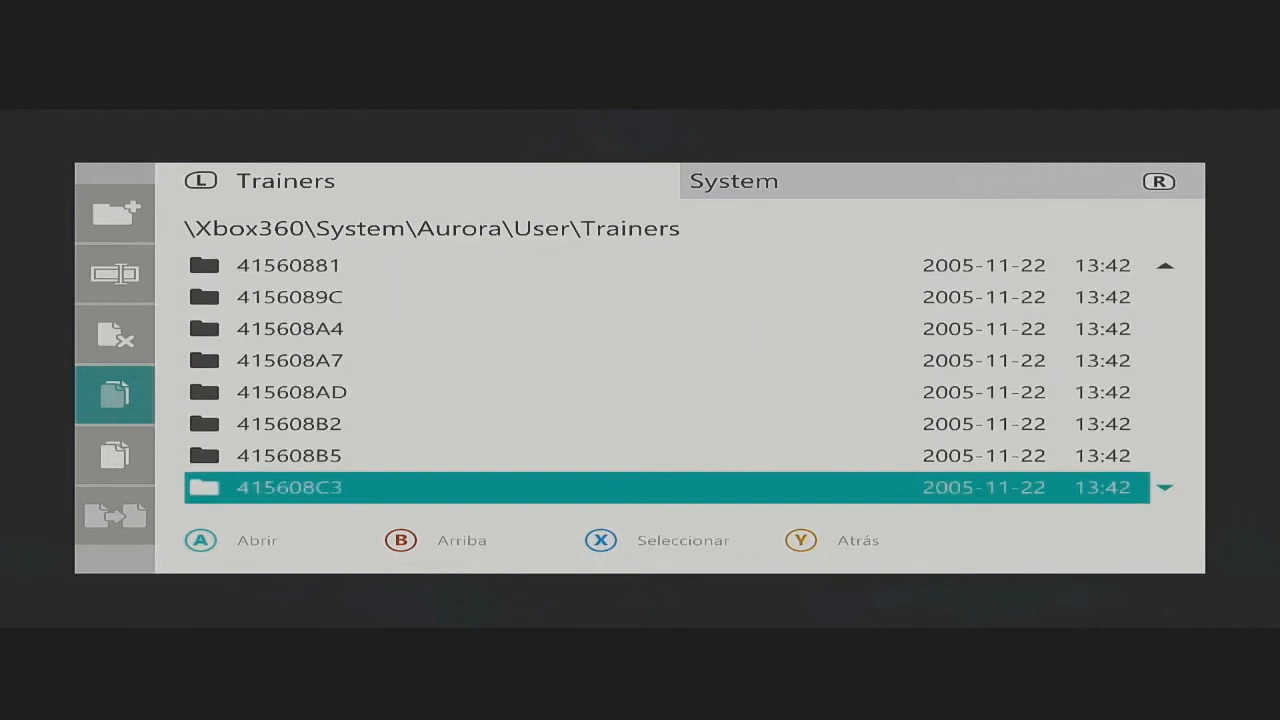 L Trainers System R
\Xbox360\System\Aurora\User\Trainers
41560881 2005-11-22 13:42
4156089C 2005-11-22 13:42
415608A4 2005-11-22 13:42
415608A7 2005-11-22 13:42
415608AD 2005-11-22 13:42
415608B2 2005-11-22 13:42
415608B5 2005-11-22 13:42
415608C3 2005-11-22 13:42
A Abrir B Arriba X Seleccionar Y Atrás